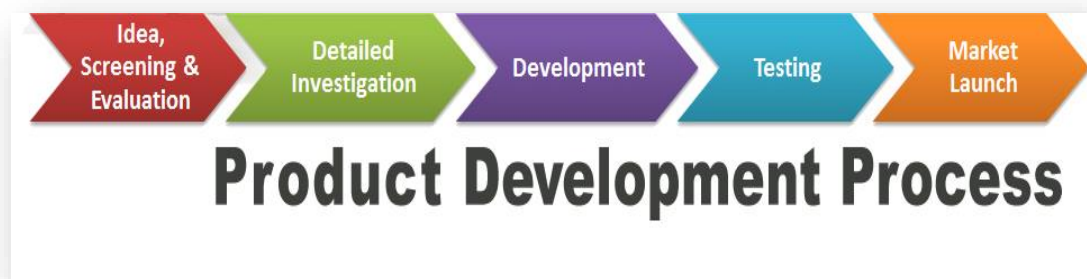 Idea,
Screening &
Evaluation
Detailed
Investigation
Development
Testing
Market
Launch
Product Development Process